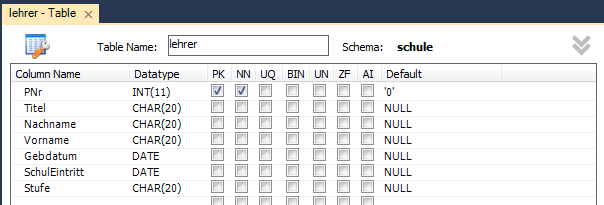 lehrer - Table
Table Name: lehrer Schema: schule
Column Name Datatype PK NN UQ BIN UN ZF AI Default
PNr INT(11) '0'
Titel CHAR(20) NULL
Nachname CHAR(20) NULL
Vorname CHAR(20) NULL
Gebdatum DATE NULL
SchulEintritt DATE NULL
Stufe CHAR(20) NULL